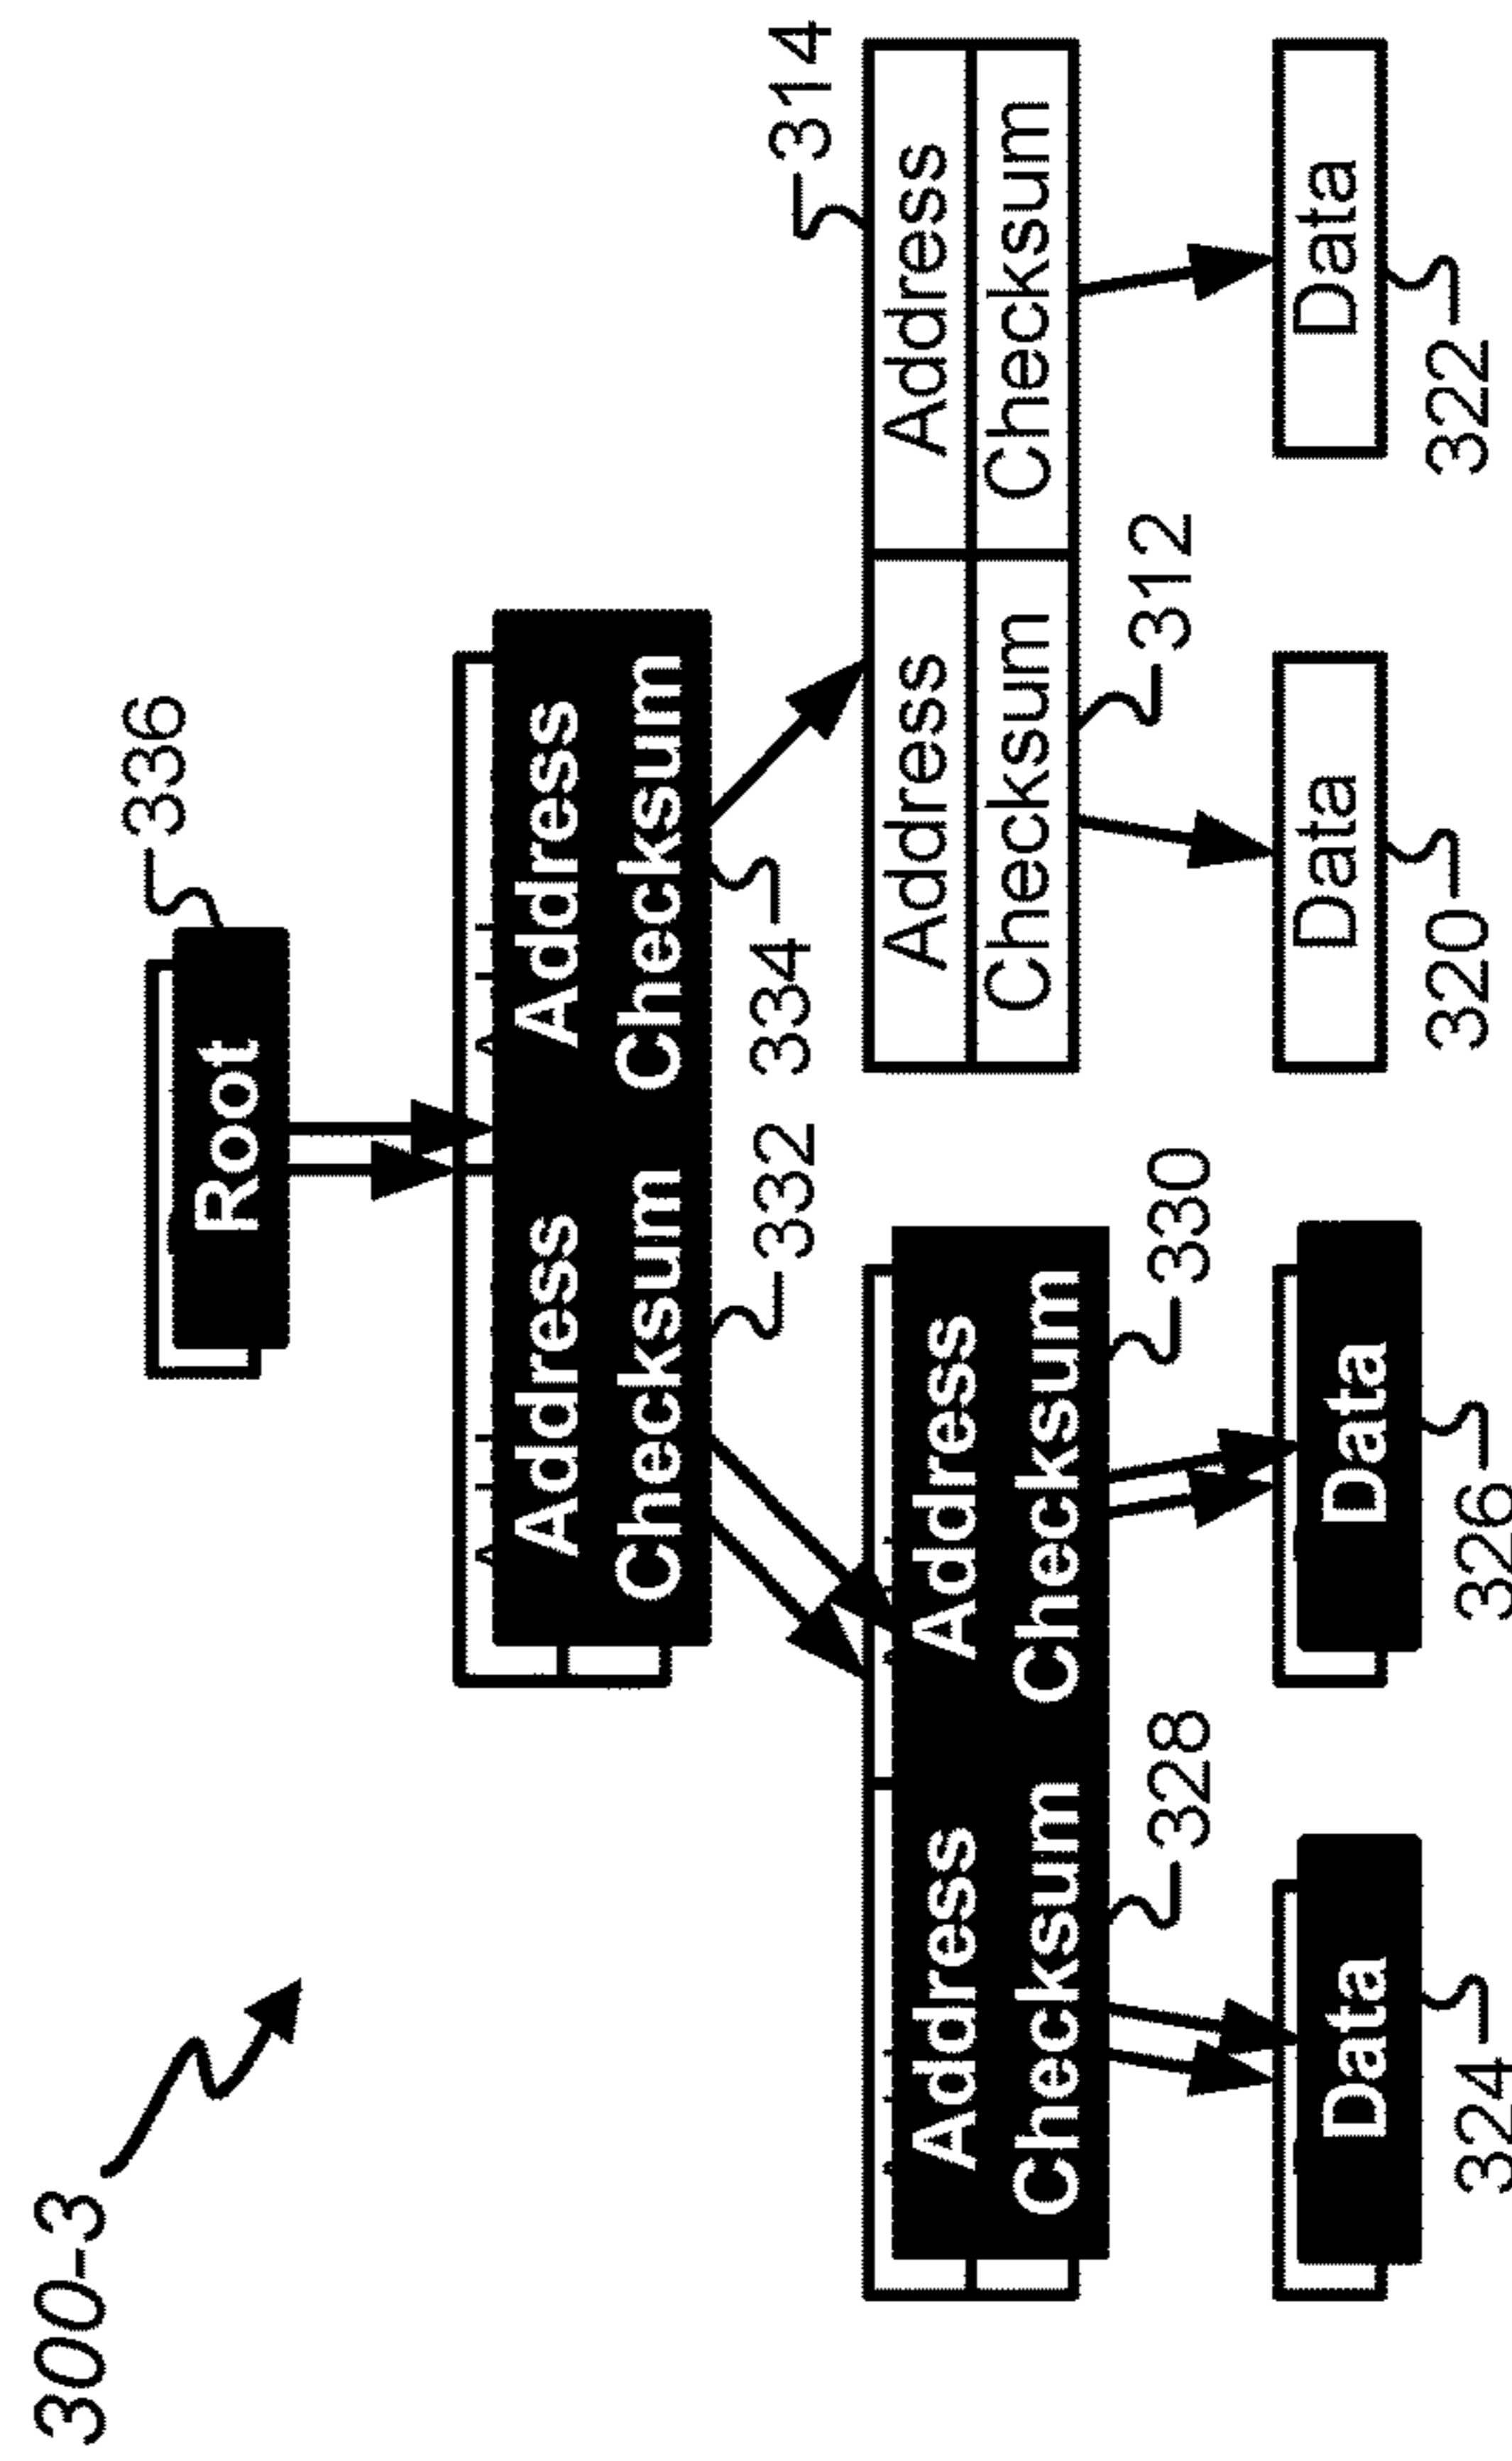 300-3
336
Root
Address Address
Checksum Checksum
332 334
314
Address Address Address Address
Checksum Checksum Checksum Checksum
328 330 312
Data Data Data Data
324 326 320 322